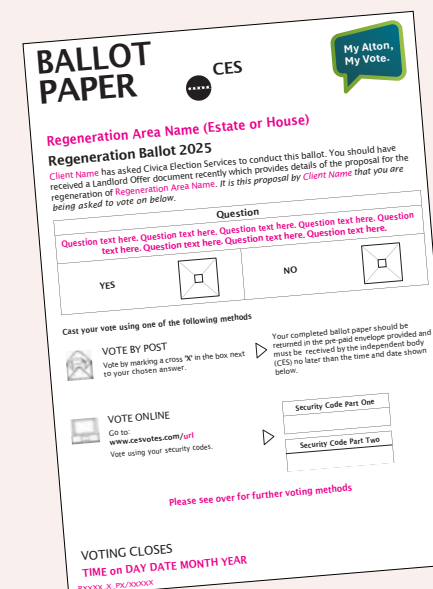 BALLOT
PAPER
CES
My Alton,
My Vote.
Regeneration Area Name (Estate or House)
Regeneration Ballot 2025
Client Name has asked Civica Election Services to conduct this ballot. You should have
received a Landlord Offer document recently which provides details of the proposal for the
regeneration of Regeneration Area Name. It is this proposal by Client Name that you are
being asked to vote on below.
Question
Question text here. Question text here. Question text here. Question text here. Question
text here. Question text here. Question text here. Question text here.
YES
NO
Cast your vote using one of the following methods
VOTE BY POST
Vote by marking a cross 'X' in the box next
to your chosen answer.
Your completed ballot paper should be
returned in the pre-paid envelope provided and
must be received by the independent body
(CES) no later than the time and date shown
below.
VOTE ONLINE
Go to:
www.cesvotes.com/url
Vote using your security codes.
Security Code Part One
Security Code Part Two
Please see over for further voting methods
VOTING CLOSES
TIME on DAY DATE MONTH YEAR